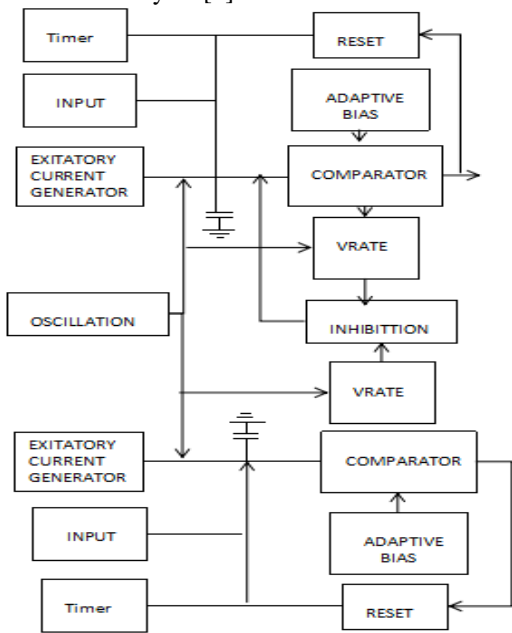 Timer
RESET
INPUT
ADAPTIVE
BIAS
EXITATORY
CURRENT
GENERATOR
COMPARATOR
VRATE
OSCILLATION
INHIBITTION
VRATE
EXITATORY
CURRENT
GENERATOR
COMPARATOR
INPUT
ADAPTIVE
BIAS
Timer
RESET